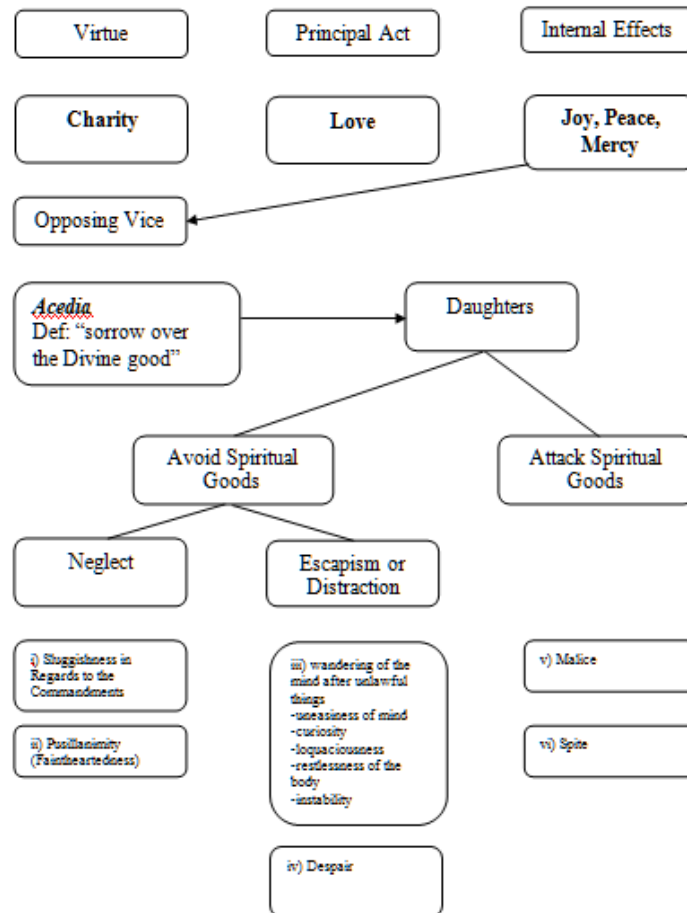 Virtue
Principal Act
Internal Effects
Charity
Love
Joy, Peace,
Mercy
Opposing Vice
Acedia
Def: “sorrow over
the Divine good”
Daughters
Avoid Spiritual
Goods
Attack Spiritual
Goods
Neglect
Escapism or
Distraction
i) Sluggishness in
Regards to the
Commandments
ii) Pusillanimity
(Faintheartedness)
iii) wandering of the
mind after unlawful
things
-uneasiness of mind
-curiosity
-loquaciousness
-restlessness of the
body
-instability
iv) Despair
v) Malice
vi) Spite